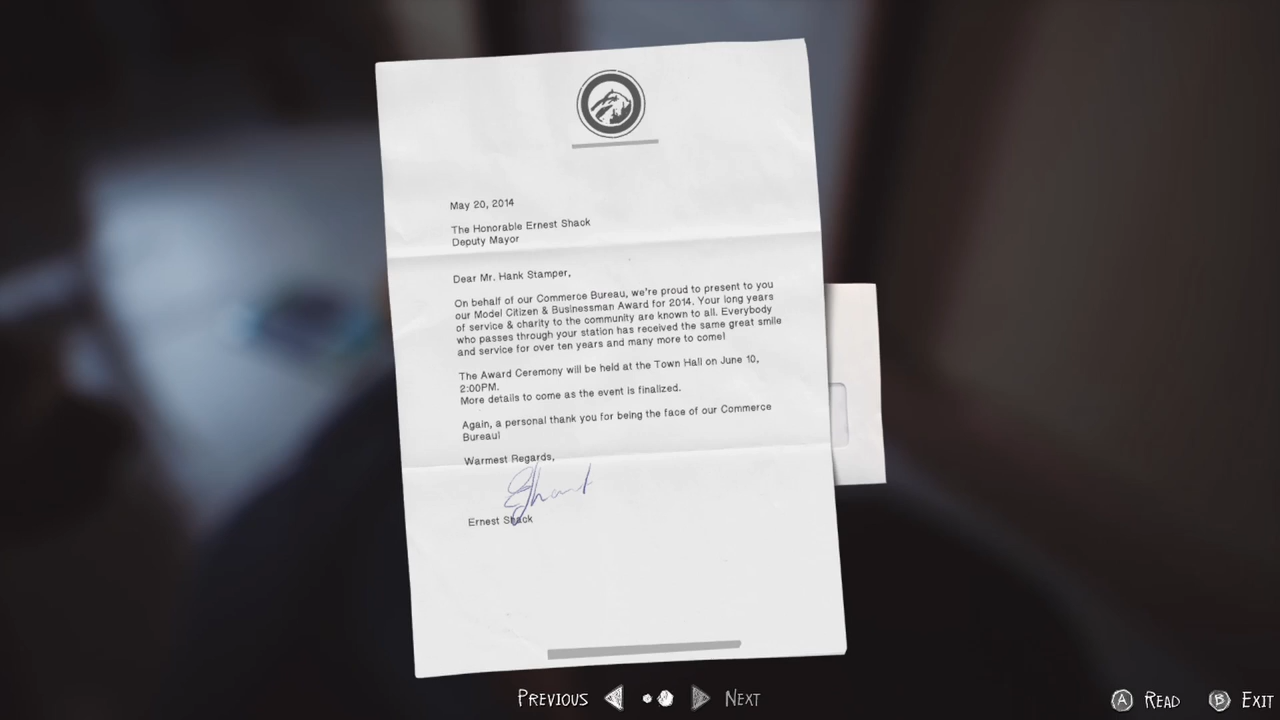 May 20, 2014
The Honorable Ernest Shack
Deputy Mayor
Dear Mr. Hank Stamper,
On behalf of our Commerce Bureau, we're proud to present to you
our Model Citizen & Businessman Award for 2014. Your long years
of service & charity to the community are known to all. Everybody
who passes through your station has received the same great smile
and service for over ten years and many more to come!
The Award Ceremony will be held at the Town Hall on June 10,
2:00PM.
More details to come as the event is finalized.
Again, a personal thank you for being the face of our Commerce
Bureau!
Warmest Regards,
Ernest Shack
Previous Next
A Read B Exit